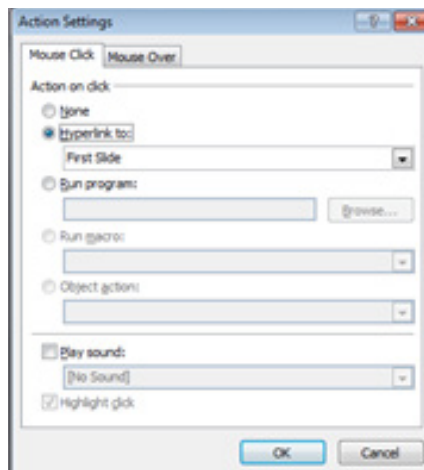 Action Settings
Mouse Click Mouse Over
Action on click
None
Hyperlink to:
First Slide
Run program:
Browse...
Run macro:
Object action:
Play sound:
[No Sound]
Highlight click
OK Cancel